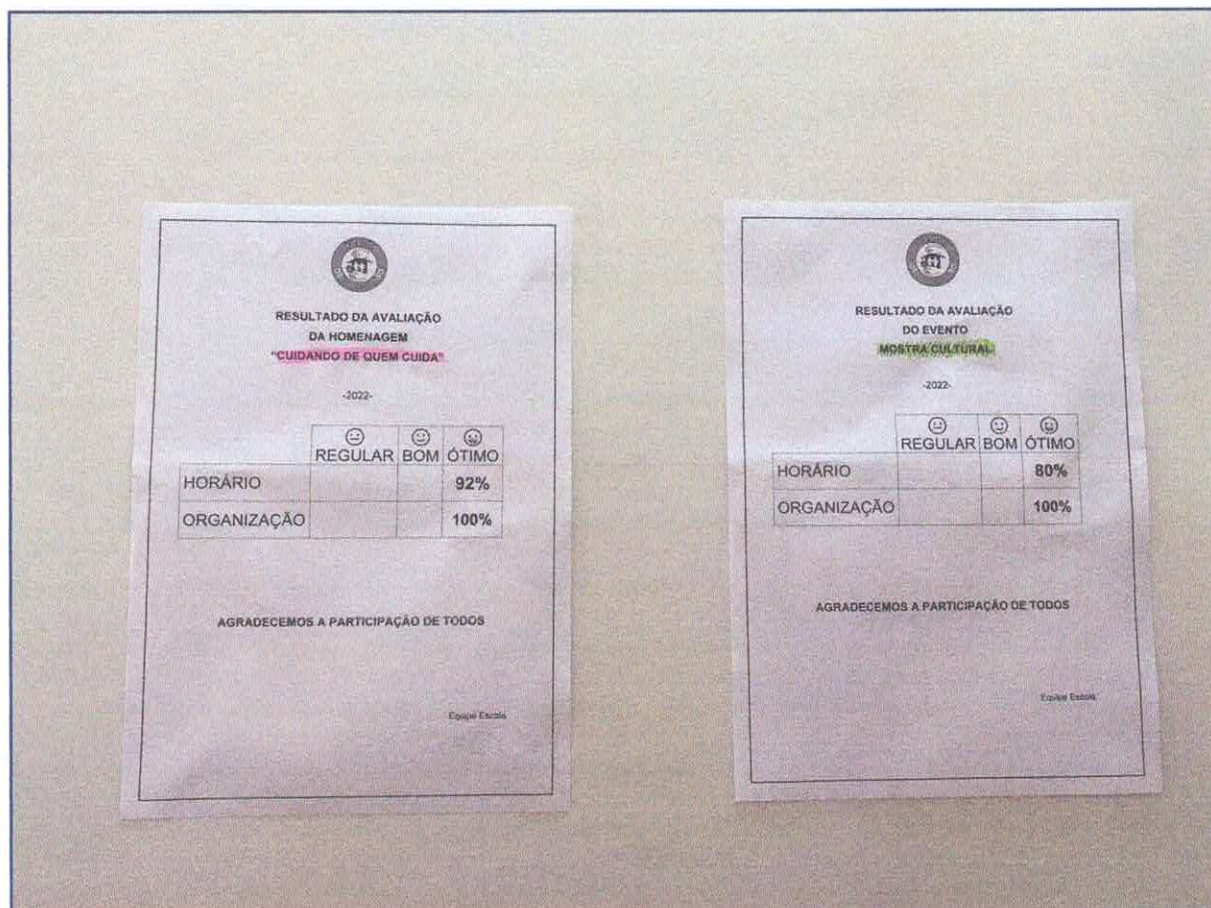 RESULTADO DA AVALIAÇÃO
DA HOMENAGEM
"CUIDANDO DE QUEM CUIDA"
-2022-
REGULAR BOM ÓTIMO
HORÁRIO 92%
ORGANIZAÇÃO 100%
AGRADECEMOS A PARTICIPAÇÃO DE TODOS
Equipe Escola
RESULTADO DA AVALIAÇÃO
DO EVENTO
MOSTRA CULTURAL
-2022-
REGULAR BOM ÓTIMO
HORÁRIO 80%
ORGANIZAÇÃO 100%
AGRADECEMOS A PARTICIPAÇÃO DE TODOS
Equipe Escola